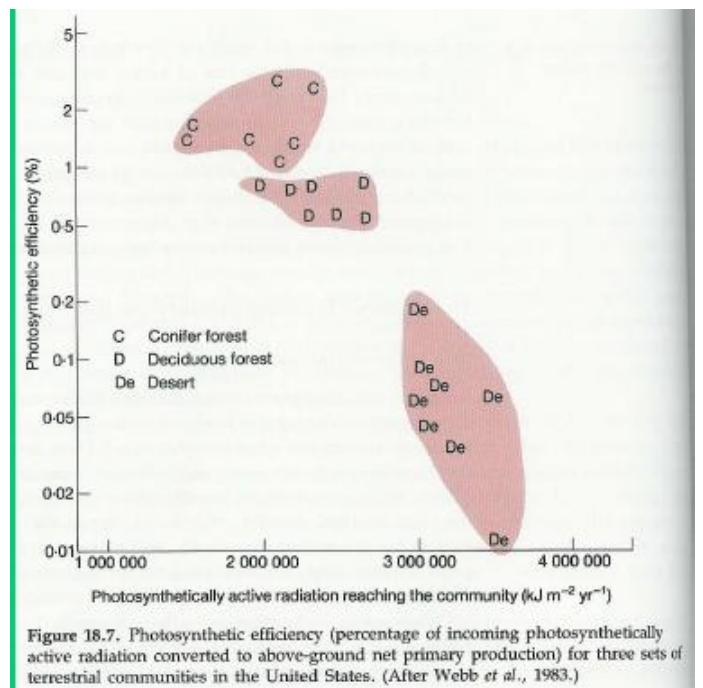 5
C
C
2
C
C
C
C
C
1
D
D
D
D
D
D
D
0·5
Photosynthetic efficiency (%)
0·2
De
C Conifer forest
D Deciduous forest
De Desert
0·1
De
De
De
De
0·05
De
De
0·02
De
0·01
1 000 000 2 000 000 3 000 000 4 000 000
Photosynthetically active radiation reaching the community (kJ m⁻² yr⁻¹)
Figure 18.7. Photosynthetic efficiency (percentage of incoming photosynthetically
active radiation converted to above-ground net primary production) for three sets of
terrestrial communities in the United States. (After Webb et al., 1983.)